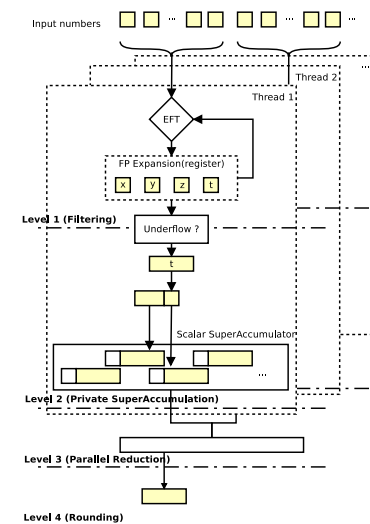 Input numbers
...
...
...
...
Thread 2
Thread 1
EFT
FP Expansion(register)
x y z t
Level 1 (Filtering)
Underflow ?
t
Scalar SuperAccumulator
...
Level 2 (Private SuperAccumulation)
Level 3 (Parallel Reduction)
Level 4 (Rounding)